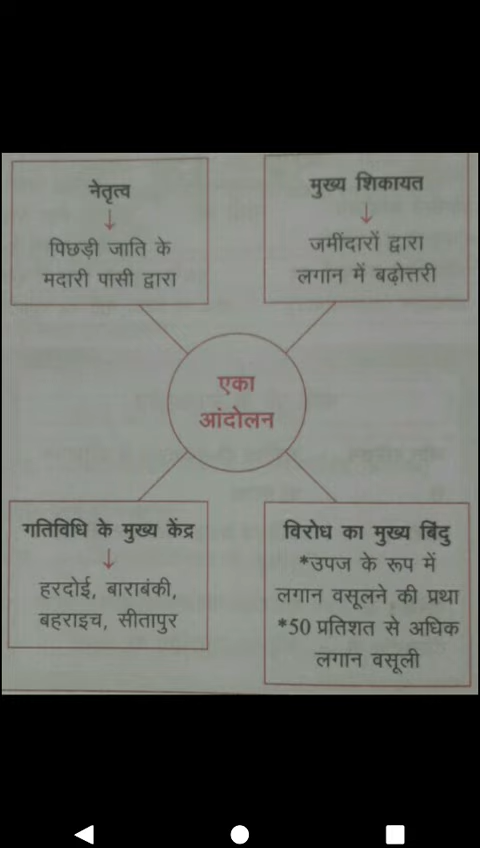 नेतृत्व
↓
पिछड़ी जाति के
मदारी पासी द्वारा
मुख्य शिकायत
↓
जमींदारों द्वारा
लगान में बढ़ोत्तरी
एका
आंदोलन
गतिविधि के मुख्य केंद्र
↓
हरदोई, बाराबंकी,
बहराइच, सीतापुर
विरोध का मुख्य बिंदु
*उपज के रूप में
लगान वसूलने की प्रथा
*50 प्रतिशत से अधिक
लगान वसूली